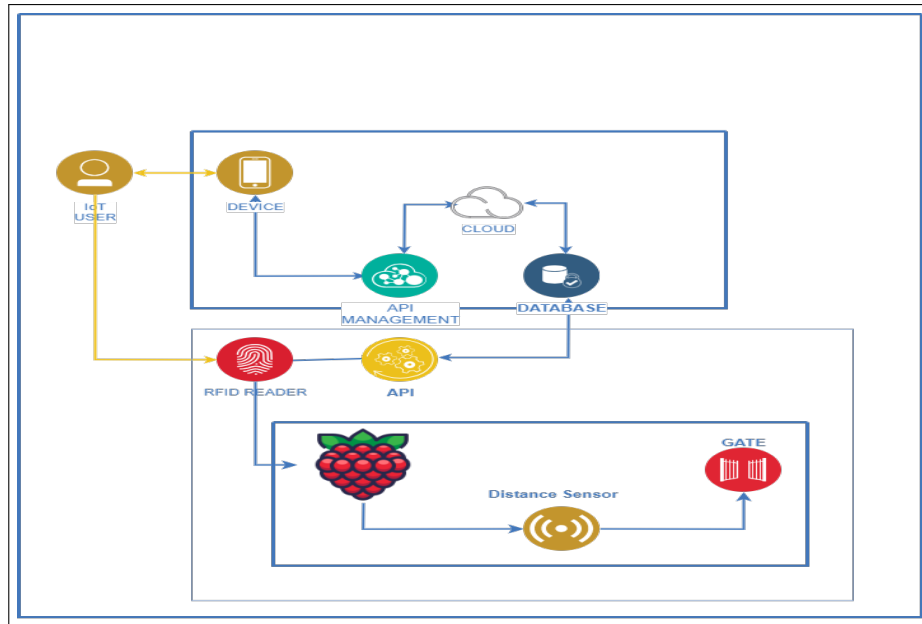 IoT
USER
DEVICE
CLOUD
API
MANAGEMENT
DATABASE
RFID READER
API
GATE
Distance Sensor